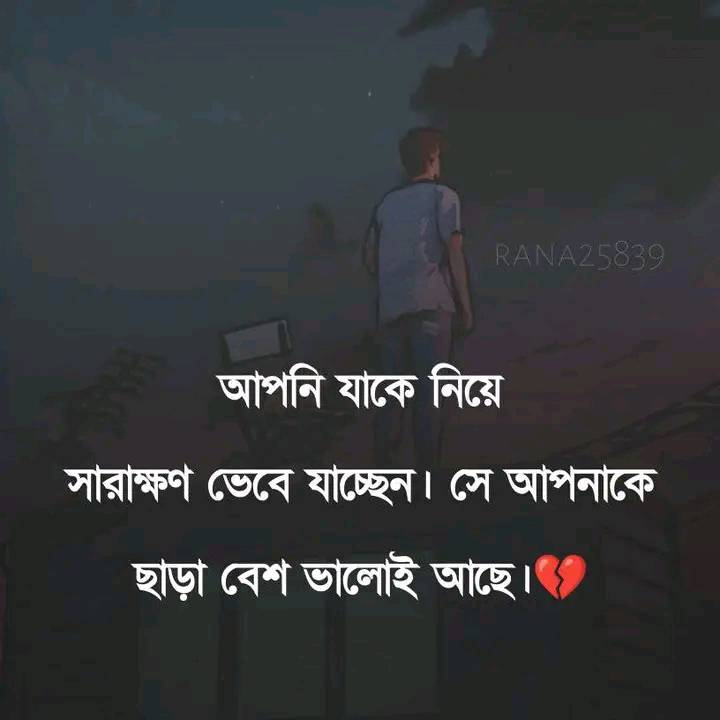 RANA25839
আপনি যাকে নিয়ে
সারাক্ষণ ভেবে যাচ্ছেন। সে আপনাকে
ছাড়া বেশ ভালোই আছে।💔